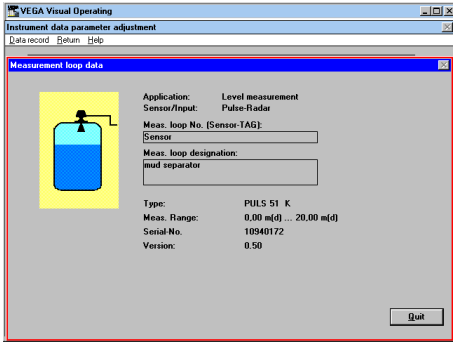 VEGA Visual Operating
Instrument data parameter adjustment
Data record Return Help
Measurement loop data
Application: Level measurement
Sensor/Input: Pulse-Radar
Meas. loop No. (Sensor-TAG):
Sensor
Meas. loop designation:
mud separator
Type: PULS 51 K
Meas. Range: 0,00 m(d) ... 20,00 m(d)
Serial-No. 10940172
Version: 0.50
Quit